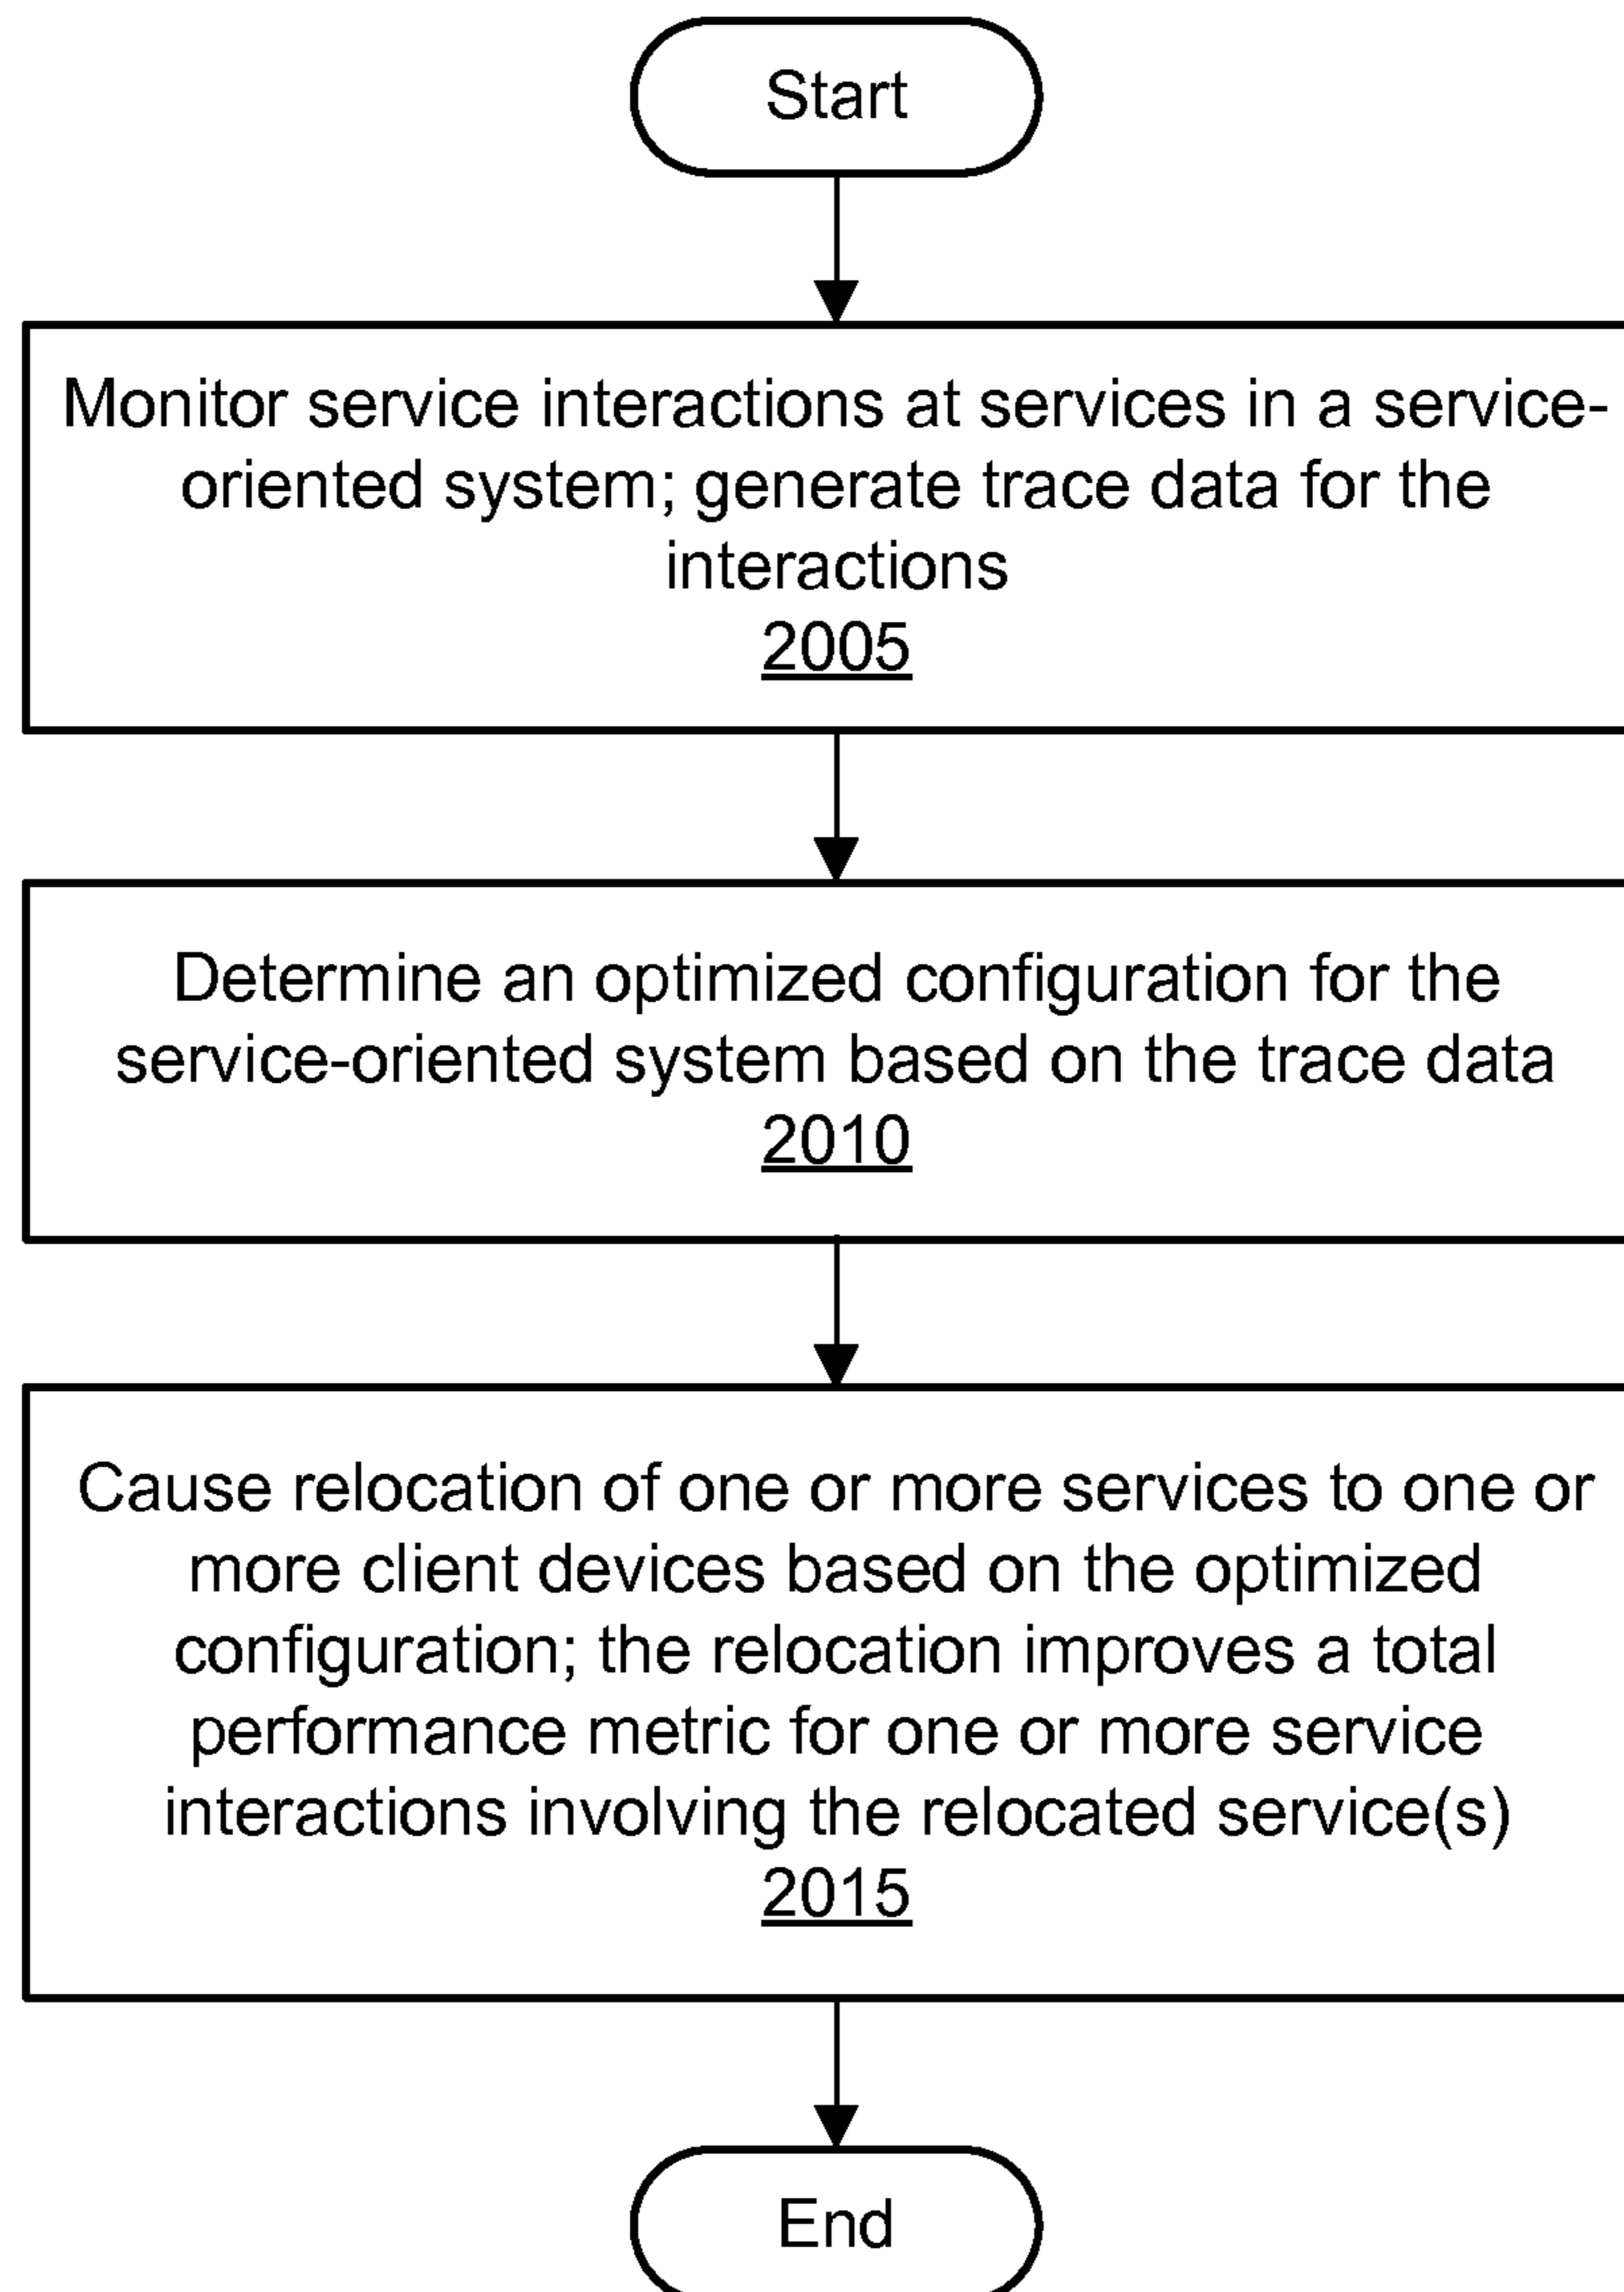 Start
Monitor service interactions at services in a service-
oriented system; generate trace data for the
interactions
2005
Determine an optimized configuration for the
service-oriented system based on the trace data
2010
Cause relocation of one or more services to one or
more client devices based on the optimized
configuration; the relocation improves a total
performance metric for one or more service
interactions involving the relocated service(s)
2015
End